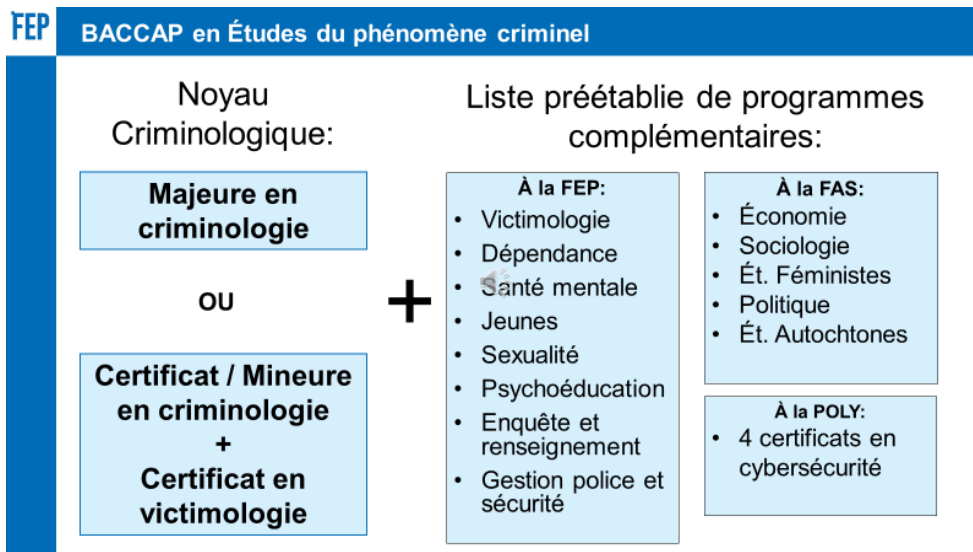 FEP
BACCAP en Études du phénomène criminel
Noyau
Criminologique:
Majeure en
criminologie
OU
Certificat / Mineure
en criminologie
+
Certificat en
victimologie
+
Liste préétablie de programmes
complémentaires:
À la FEP:
• Victimologie
• Dépendance
• Santé mentale
• Jeunes
• Sexualité
• Psychoéducation
• Enquête et
renseignement
• Gestion police et
sécurité
À la FAS:
• Économie
• Sociologie
• Ét. Féministes
• Politique
• Ét. Autochtones
À la POLY:
• 4 certificats en
cybersécurité